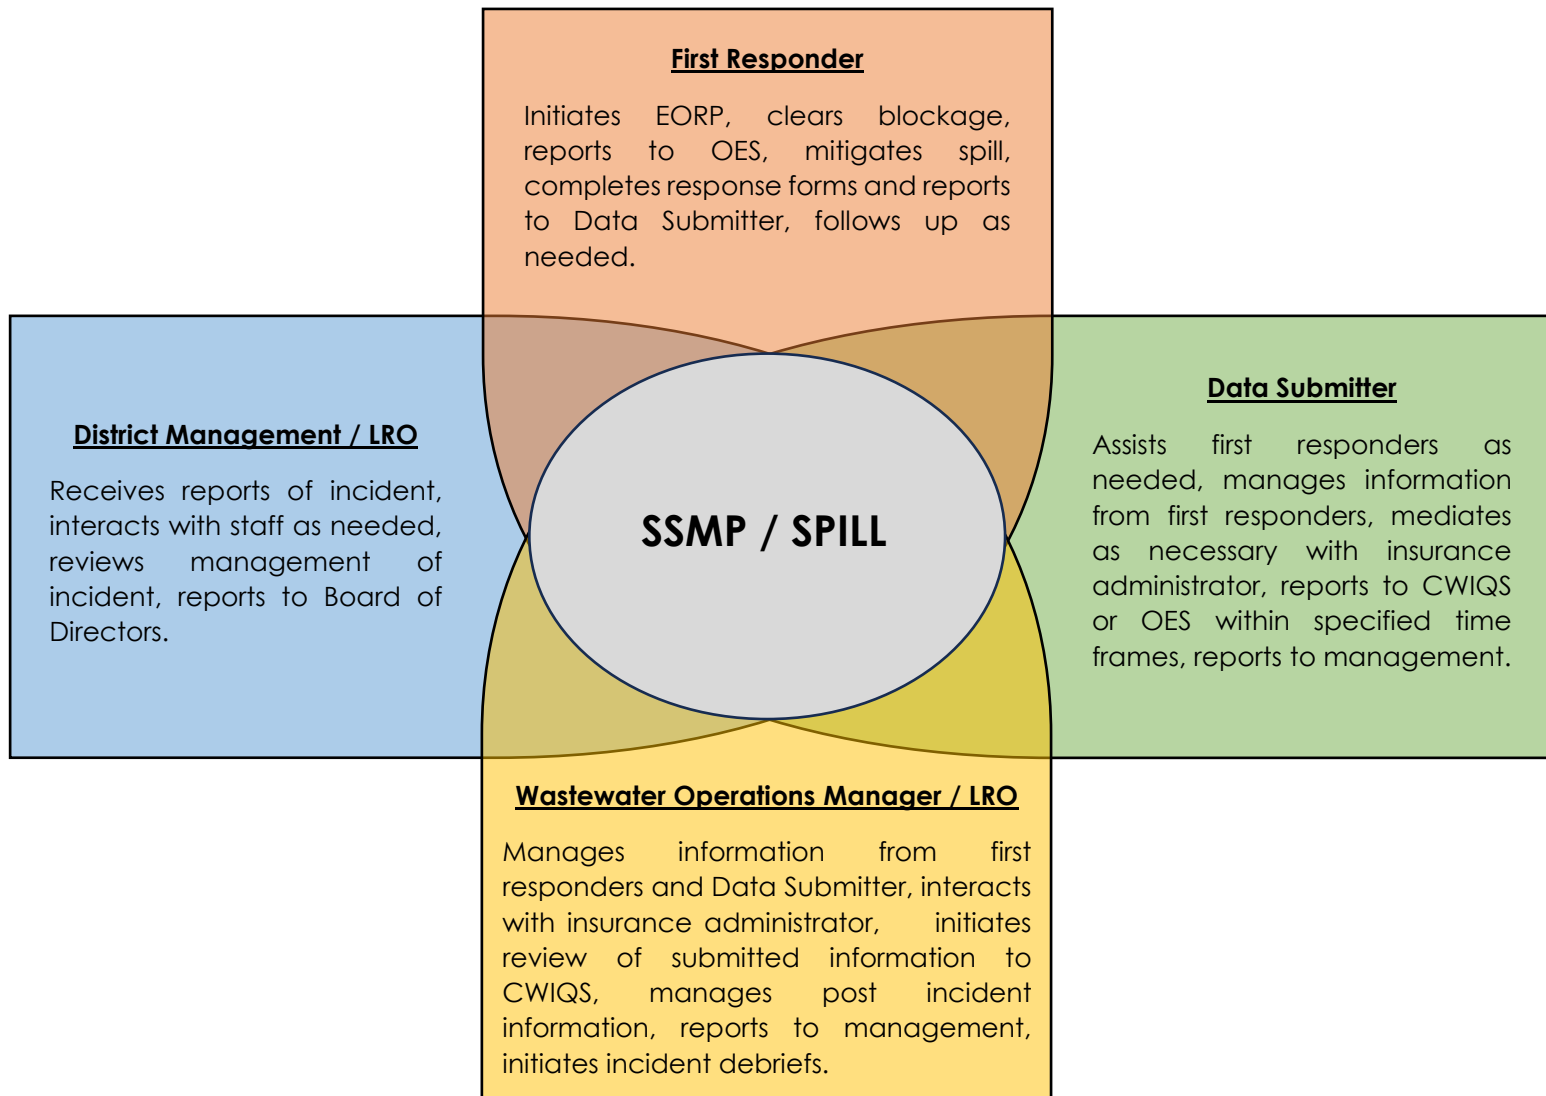 First Responder
Initiates EORP, clears blockage,
reports to OES, mitigates spill,
completes response forms and reports
to Data Submitter, follows up as
needed.
District Management / LRO
Receives reports of incident,
interacts with staff as needed,
reviews management of
incident, reports to Board of
Directors.
SSMP / SPILL
Data Submitter
Assists first responders as
needed, manages information
from first responders, mediates
as necessary with insurance
administrator, reports to CWIQS
or OES within specified time
frames, reports to management.
Wastewater Operations Manager / LRO
Manages information from first
responders and Data Submitter, interacts
with insurance administrator, initiates
review of submitted information to
CWIQS, manages post incident
information, reports to management,
initiates incident debriefs.